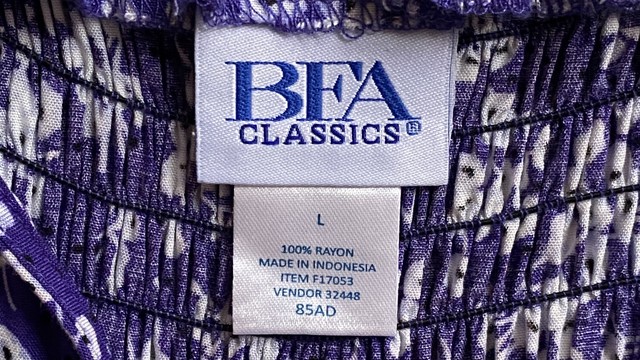 BFA
CLASSICS®
L
100% RAYON
MADE IN INDONESIA
ITEM F17053
VENDOR 32448
85AD